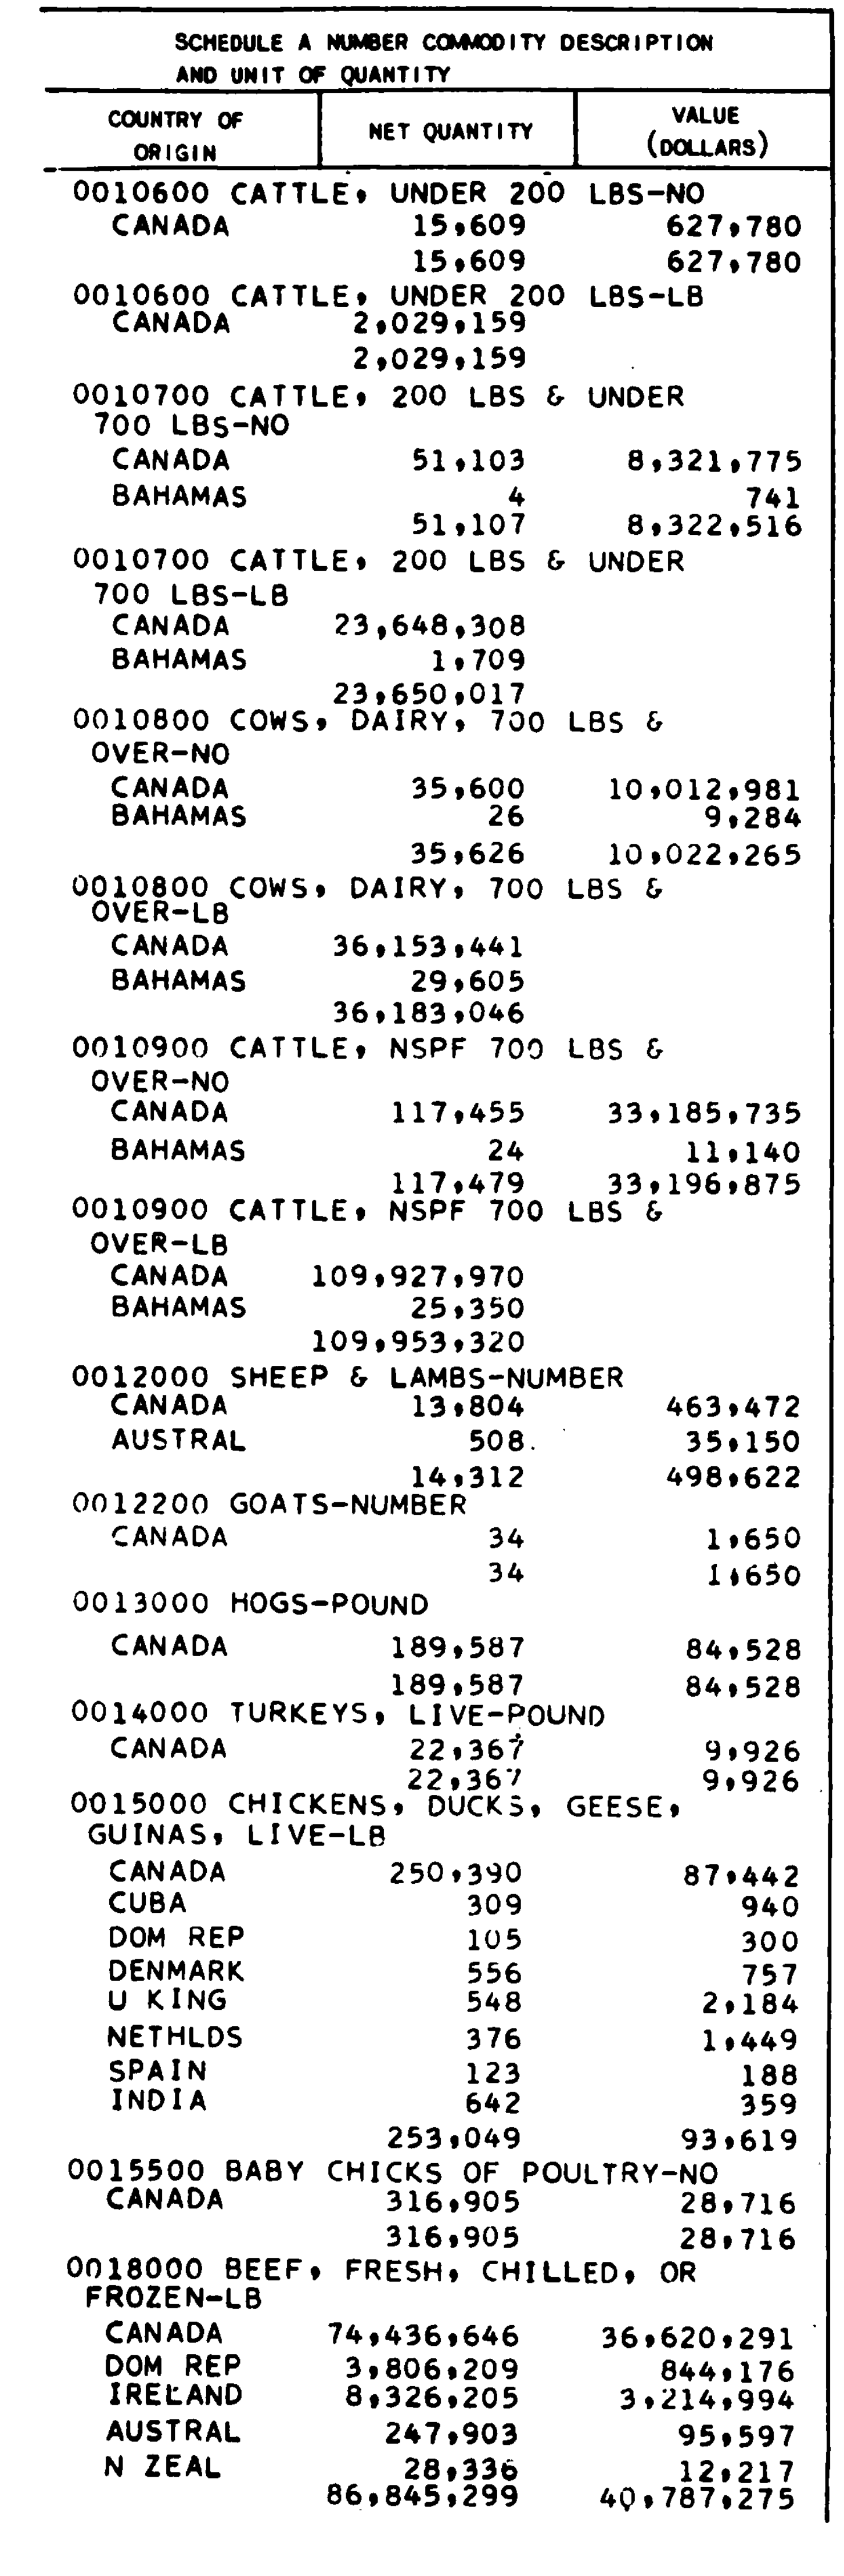 SCHEDULE A NUMBER COMMODITY DESCRIPTION
AND UNIT OF QUANTITY
COUNTRY OF ORIGIN NET QUANTITY VALUE (DOLLARS)
0010600 CATTLE, UNDER 200 LBS-NO
CANADA 15,609 627,780
15,609 627,780
0010600 CATTLE, UNDER 200 LBS-LB
CANADA 2,029,159
2,029,159
0010700 CATTLE, 200 LBS & UNDER
700 LBS-NO
CANADA 51,103 8,321,775
BAHAMAS 4 741
51,107 8,322,516
0010700 CATTLE, 200 LBS & UNDER
700 LBS-LB
CANADA 23,648,308
BAHAMAS 1,709
23,650,017
0010800 COWS, DAIRY, 700 LBS &
OVER-NO
CANADA 35,600 10,012,981
BAHAMAS 26 9,284
35,626 10,022,265
0010800 COWS, DAIRY, 700 LBS &
OVER-LB
CANADA 36,153,441
BAHAMAS 29,605
36,183,046
0010900 CATTLE, NSPF 700 LBS &
OVER-NO
CANADA 117,455 33,185,735
BAHAMAS 24 11,140
117,479 33,196,875
0010900 CATTLE, NSPF 700 LBS &
OVER-LB
CANADA 109,927,970
BAHAMAS 25,350
109,953,320
0012000 SHEEP & LAMBS-NUMBER
CANADA 13,804 463,472
AUSTRAL 508 35,150
14,312 498,622
0012200 GOATS-NUMBER
CANADA 34 1,650
34 1,650
0013000 HOGS-POUND
CANADA 189,587 84,528
189,587 84,528
0014000 TURKEYS, LIVE-POUND
CANADA 22,367 9,926
22,367 9,926
0015000 CHICKENS, DUCKS, GEESE,
GUINAS, LIVE-LB
CANADA 250,390 87,442
CUBA 309 940
DOM REP 105 300
DENMARK 556 757
U KING 548 2,184
NETHLDS 376 1,449
SPAIN 123 188
INDIA 642 359
253,049 93,619
0015500 BABY CHICKS OF POULTRY-NO
CANADA 316,905 28,716
316,905 28,716
0018000 BEEF, FRESH, CHILLED, OR
FROZEN-LB
CANADA 74,436,646 36,620,291
DOM REP 3,806,209 844,176
IRELAND 8,326,205 3,214,994
AUSTRAL 247,903 95,597
N ZEAL 28,336 12,217
86,845,299 40,787,275